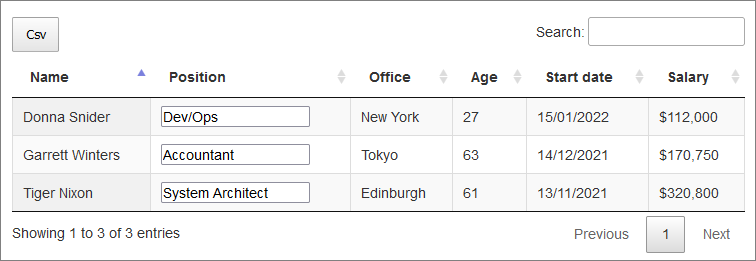 Csv Search:
Name Position Office Age Start date Salary
Donna Snider Dev/Ops New York 27 15/01/2022 $112,000
Garrett Winters Accountant Tokyo 63 14/12/2021 $170,750
Tiger Nixon System Architect Edinburgh 61 13/11/2021 $320,800
Showing 1 to 3 of 3 entries Previous 1 Next